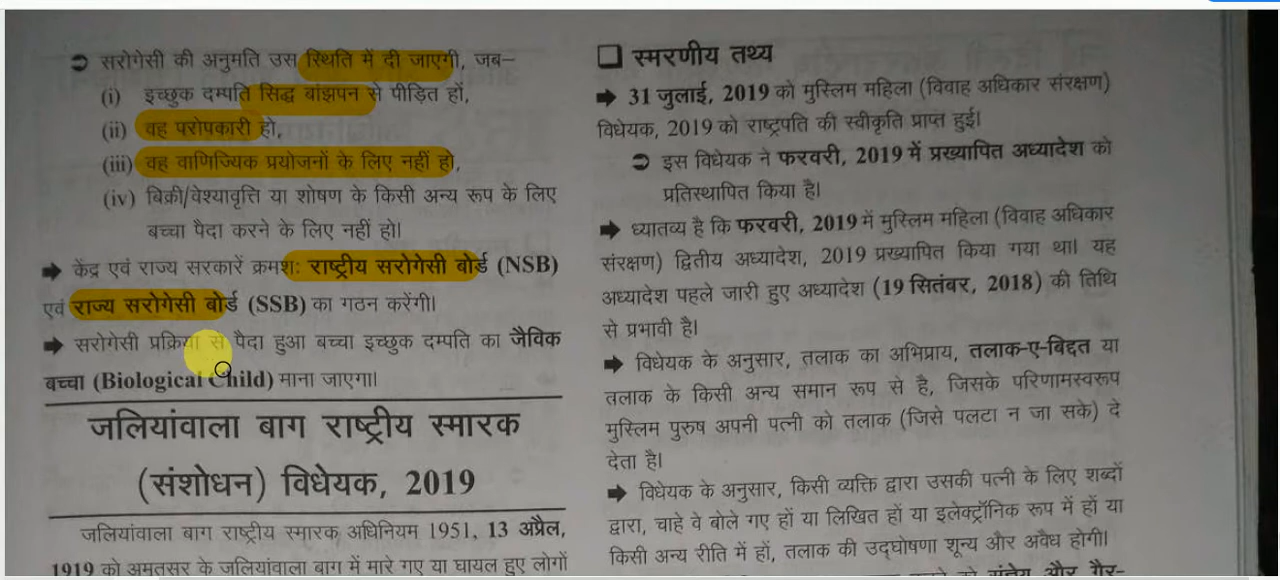 ➲ सरोगेसी की अनुमति उस स्थिति में दी जाएगी, जब–
(i) इच्छुक दम्पति सिद्ध बांझपन से पीड़ित हों,
(ii) वह परोपकारी हो,
(iii) वह वाणिज्यिक प्रयोजनों के लिए नहीं हो,
(iv) बिक्री/वेश्यावृत्ति या शोषण के किसी अन्य रूप के लिए
बच्चा पैदा करने के लिए नहीं हो।
➡ केंद्र एवं राज्य सरकारें क्रमशः राष्ट्रीय सरोगेसी बोर्ड (NSB)
एवं राज्य सरोगेसी बोर्ड (SSB) का गठन करेंगी।
➡ सरोगेसी प्रक्रिया से पैदा हुआ बच्चा इच्छुक दम्पति का जैविक
बच्चा (Biological Child) माना जाएगा।
जलियांवाला बाग राष्ट्रीय स्मारक
(संशोधन) विधेयक, 2019
जलियांवाला बाग राष्ट्रीय स्मारक अधिनियम 1951, 13 अप्रैल,
1919 को अमृतसर के जलियांवाला बाग में मारे गए या घायल हुए लोगों
❑ स्मरणीय तथ्य
➡ 31 जुलाई, 2019 को मुस्लिम महिला (विवाह अधिकार संरक्षण)
विधेयक, 2019 को राष्ट्रपति की स्वीकृति प्राप्त हुई।
➲ इस विधेयक ने फरवरी, 2019 में प्रख्यापित अध्यादेश को
प्रतिस्थापित किया है।
➡ ध्यातव्य है कि फरवरी, 2019 में मुस्लिम महिला (विवाह अधिकार
संरक्षण) द्वितीय अध्यादेश, 2019 प्रख्यापित किया गया था। यह
अध्यादेश पहले जारी हुए अध्यादेश (19 सितंबर, 2018) की तिथि
से प्रभावी है।
➡ विधेयक के अनुसार, तलाक का अभिप्राय, तलाक-ए-बिद्दत या
तलाक के किसी अन्य समान रूप से है, जिसके परिणामस्वरूप
मुस्लिम पुरुष अपनी पत्नी को तलाक (जिसे पलटा न जा सके) दे
देता है।
➡ विधेयक के अनुसार, किसी व्यक्ति द्वारा उसकी पत्नी के लिए शब्दों
द्वारा, चाहे वे बोले गए हों या लिखित हों या इलेक्ट्रॉनिक रूप में हों या
किसी अन्य रीति में हों, तलाक की उद्घोषणा शून्य और अवैध होगी।
को संज्ञेय और गैर-